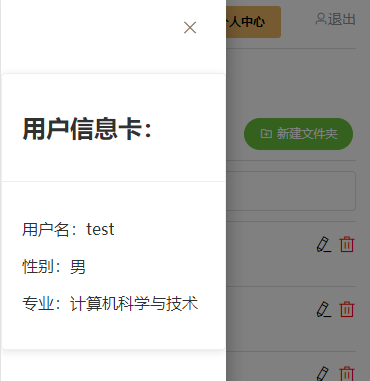 个人中心
退出
用户信息卡：
新建文件夹
用户名：test
性别：男
专业：计算机科学与技术